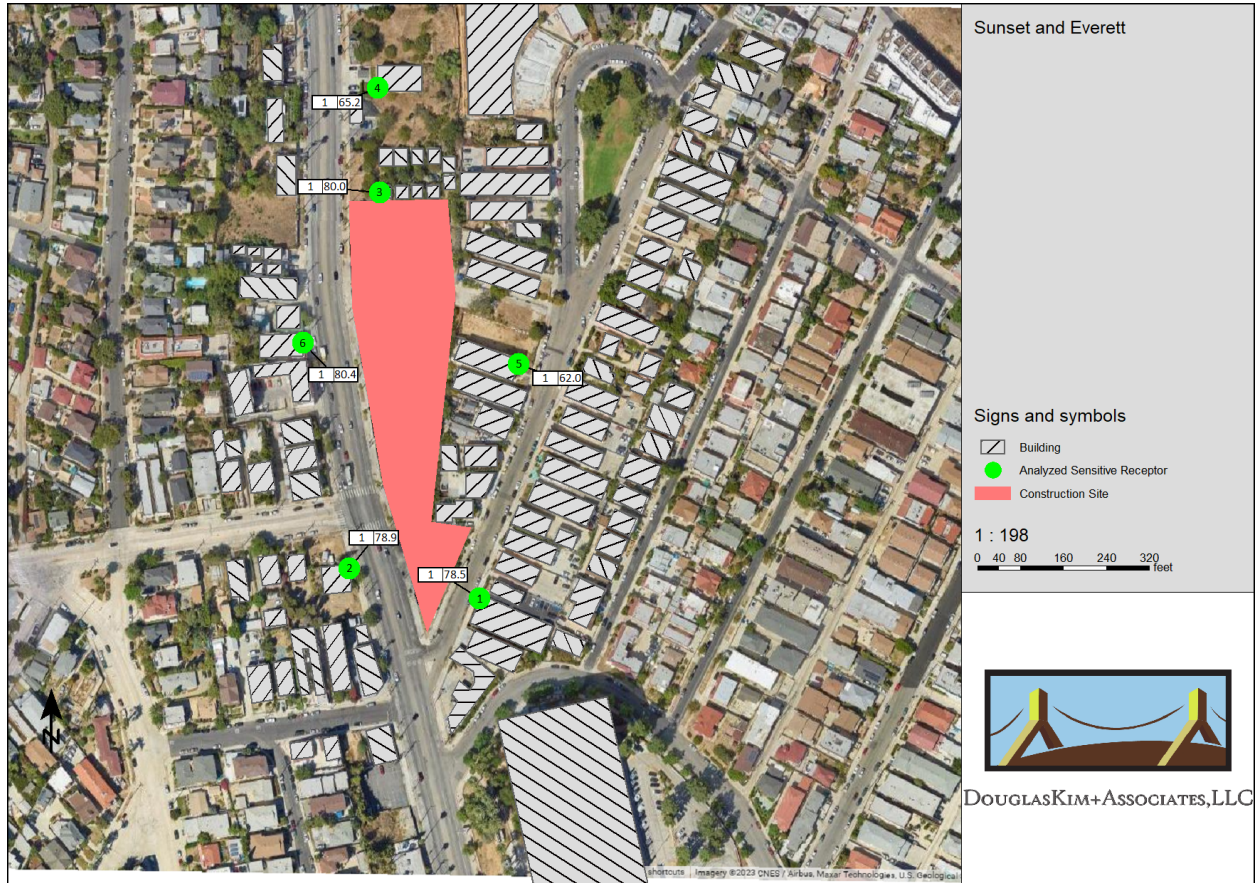 Sunset and Everett
4
1 65.2
1 80.0
3
6
1 80.4
5
1 62.0
1 78.9
2
1 78.5
1
Signs and symbols
Building
Analyzed Sensitive Receptor
Construction Site
1 : 198
0 40 80 160 240 320
feet
N
DOUGLASKIM+ASSOCIATES,LLC
shortcuts Imagery ©2023 CNES / Airbus, Maxar Technologies, U.S. Geological